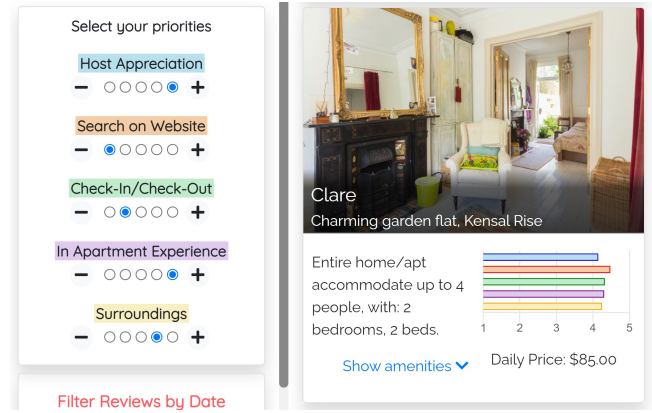 Select your priorities
Host Appreciation
Search on Website
Check-In/Check-Out
In Apartment Experience
Surroundings
Filter Reviews by Date
Clare
Charming garden flat, Kensal Rise
Entire home/apt
accommodate up to 4
people, with: 2
bedrooms, 2 beds.
1 2 3 4 5
Show amenities
Daily Price: $85.00